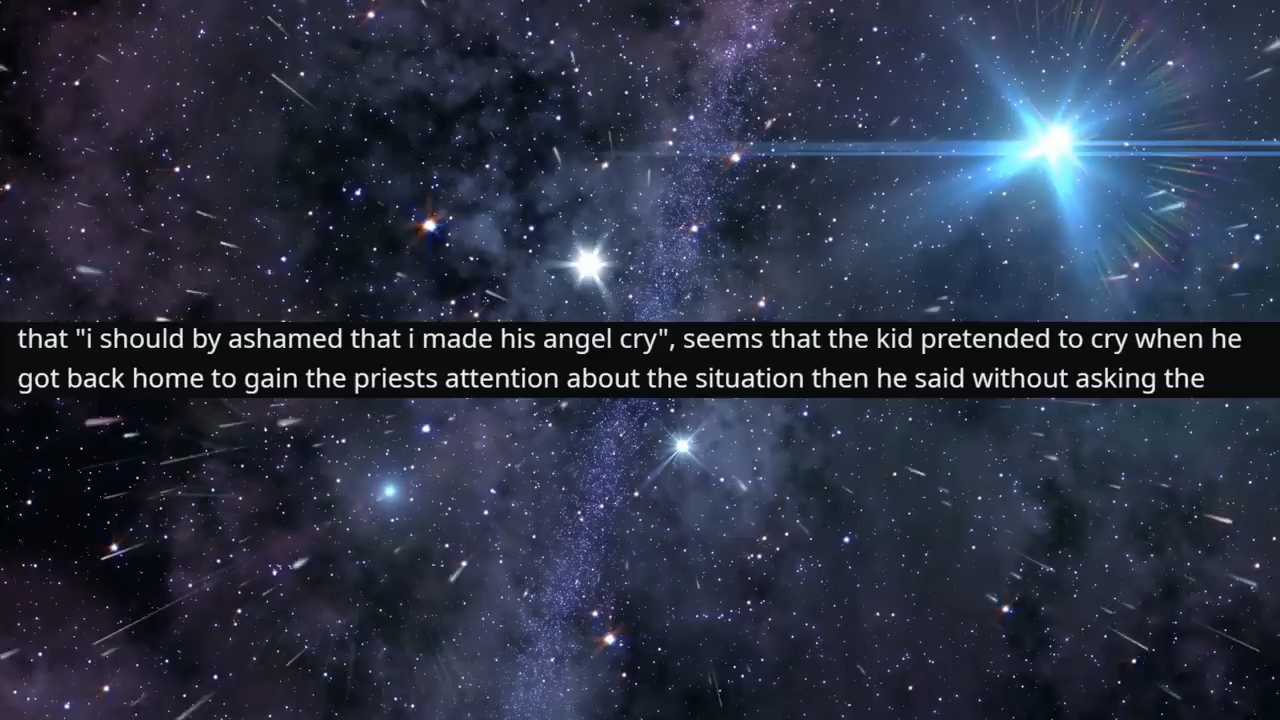 that "i should by ashamed that i made his angel cry", seems that the kid pretended to cry when he
got back home to gain the priests attention about the situation then he said without asking the